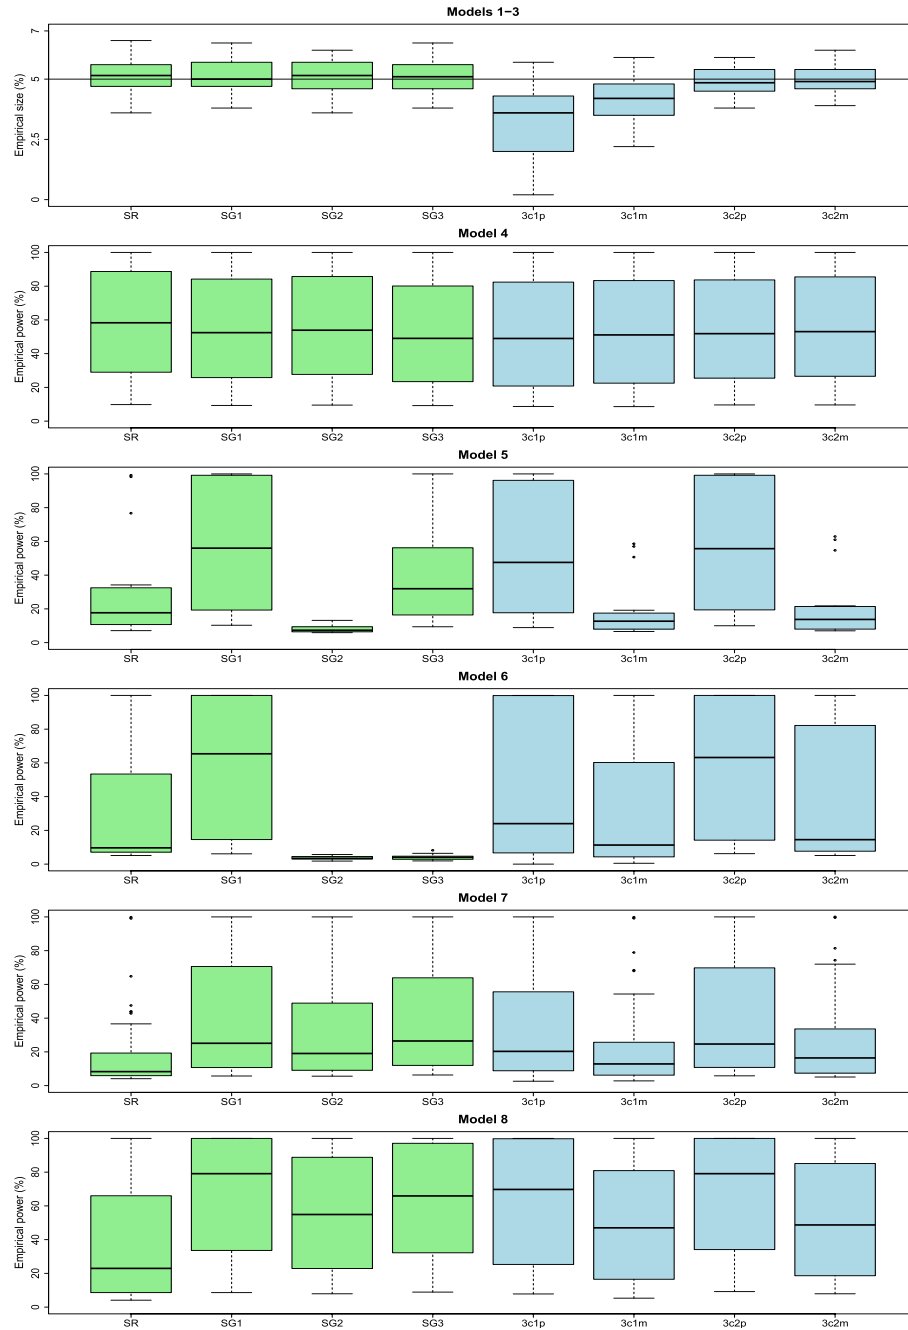 Models 1−3
Empirical size (%)
7
5
2.5
0
SR SG1 SG2 SG3 3c1p 3c1m 3c2p 3c2m
Model 4
Empirical power (%)
100
80
60
40
20
0
SR SG1 SG2 SG3 3c1p 3c1m 3c2p 3c2m
Model 5
Empirical power (%)
100
80
60
40
20
0
SR SG1 SG2 SG3 3c1p 3c1m 3c2p 3c2m
Model 6
Empirical power (%)
100
80
60
40
20
0
SR SG1 SG2 SG3 3c1p 3c1m 3c2p 3c2m
Model 7
Empirical power (%)
100
80
60
40
20
0
SR SG1 SG2 SG3 3c1p 3c1m 3c2p 3c2m
Model 8
Empirical power (%)
100
80
60
40
20
0
SR SG1 SG2 SG3 3c1p 3c1m 3c2p 3c2m